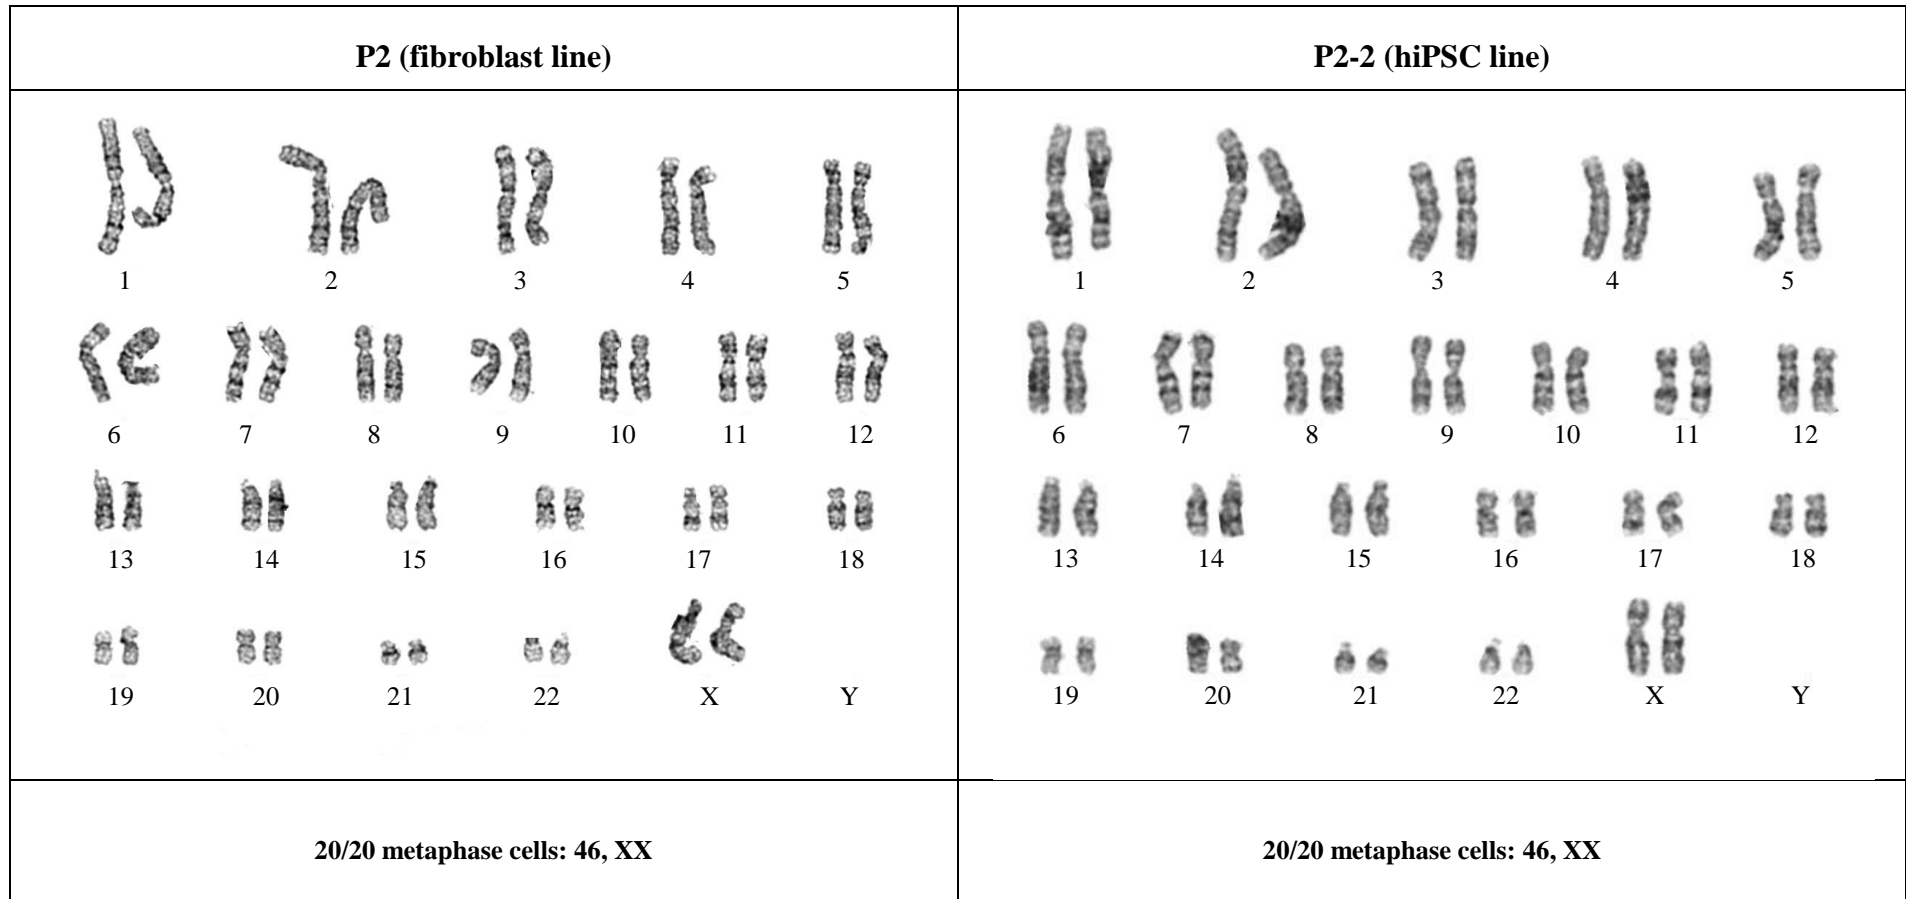 P2 (fibroblast line)
1 2 3 4 5
6 7 8 9 10 11 12
13 14 15 16 17 18
19 20 21 22 X Y
20/20 metaphase cells: 46, XX
P2-2 (hiPSC line)
1 2 3 4 5
6 7 8 9 10 11 12
13 14 15 16 17 18
19 20 21 22 X Y
20/20 metaphase cells: 46, XX